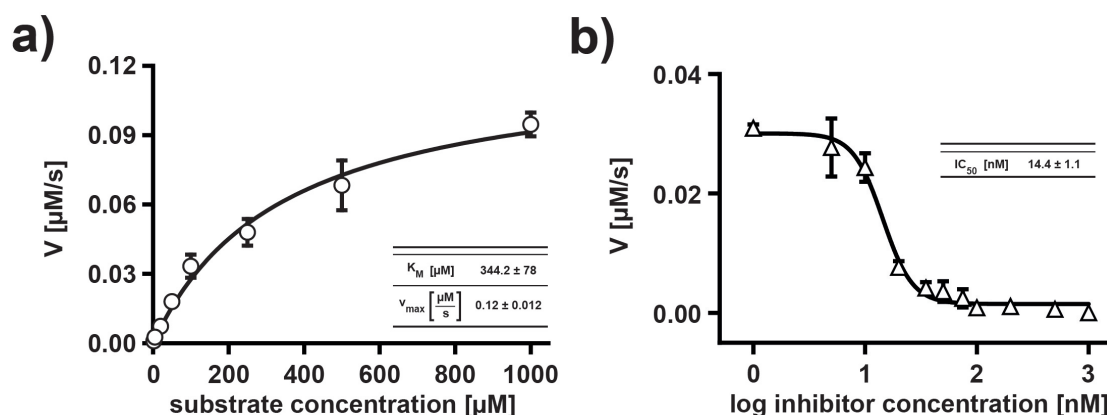 a)
0.12
0.09
0.06
0.03
0.00
V [µM/s]
0 200 400 600 800 1000
substrate concentration [µM]
K_M [µM] 344.2 ± 78
v_max [µM/s] 0.12 ± 0.012
b)
0.04
0.02
0.00
V [µM/s]
0 1 2 3
log inhibitor concentration [nM]
IC_50 [nM] 14.4 ± 1.1